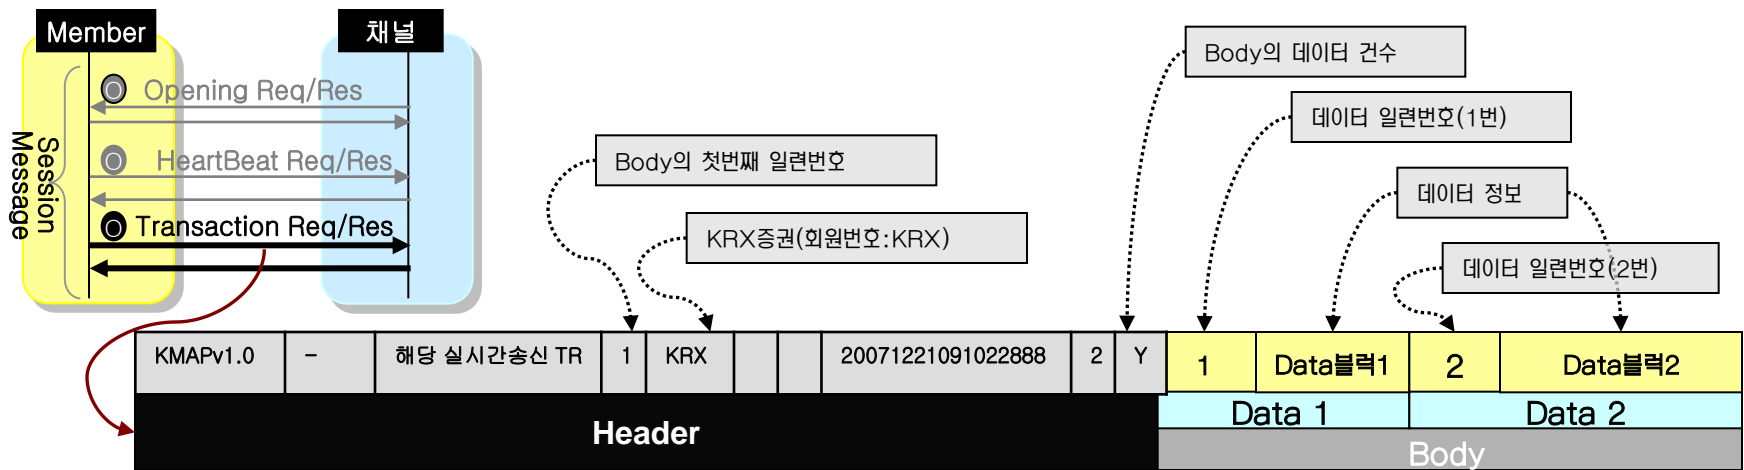 Member
채널
Opening Req/Res
HeartBeat Req/Res
Transaction Req/Res
Session
Message
Body의 데이터 건수
데이터 일련번호(1번)
Body의 첫번째 일련번호
데이터 정보
KRX증권(회원번호:KRX)
데이터 일련번호(2번)
KMAPv1.0 - 해당 실시간송신 TR 1 KRX 20071221091022888 2 Y 1 Data블럭1 2 Data블럭2
Header
Data 1 Data 2
Body